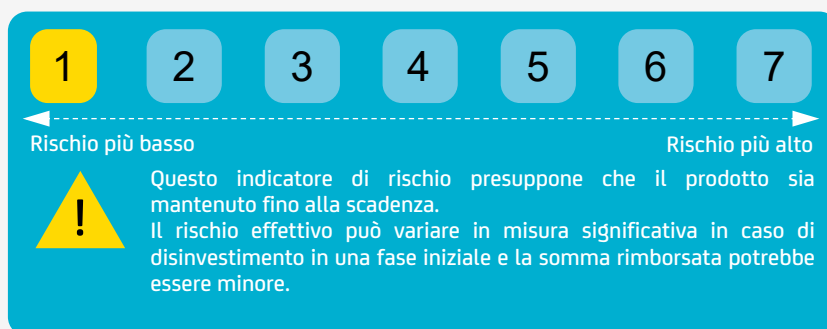 1 2 3 4 5 6 7
Rischio più basso Rischio più alto
!
Questo indicatore di rischio presuppone che il prodotto sia
mantenuto fino alla scadenza.
Il rischio effettivo può variare in misura significativa in caso di
disinvestimento in una fase iniziale e la somma rimborsata potrebbe
essere minore.